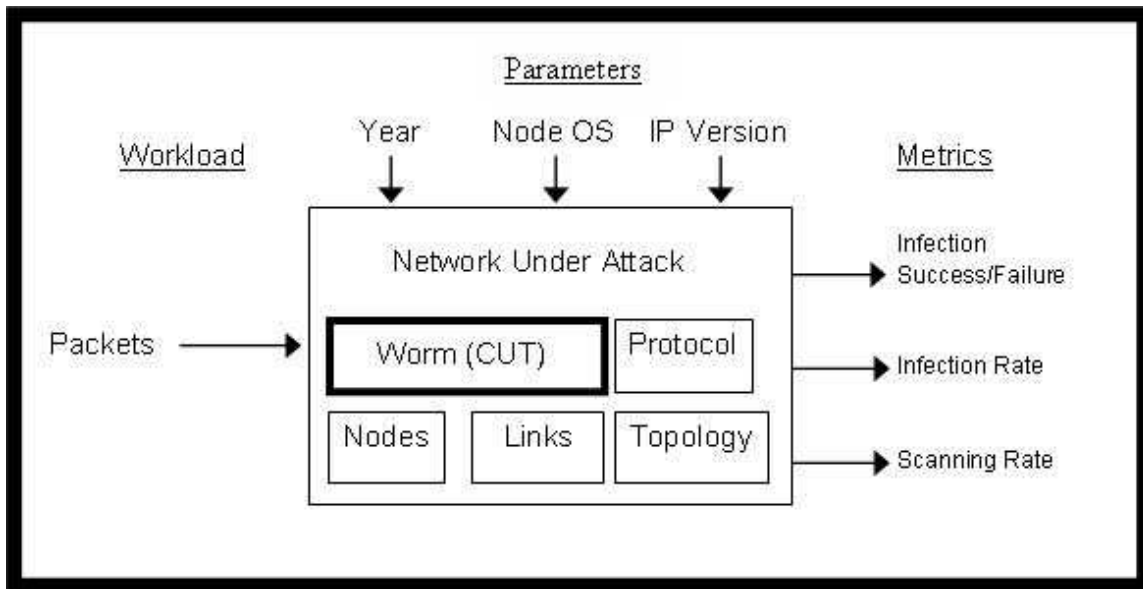 Parameters
Year Node OS IP Version
Workload
Metrics
Network Under Attack
Infection
Success/Failure
Packets
Worm (CUT)
Protocol
Infection Rate
Nodes
Links
Topology
Scanning Rate